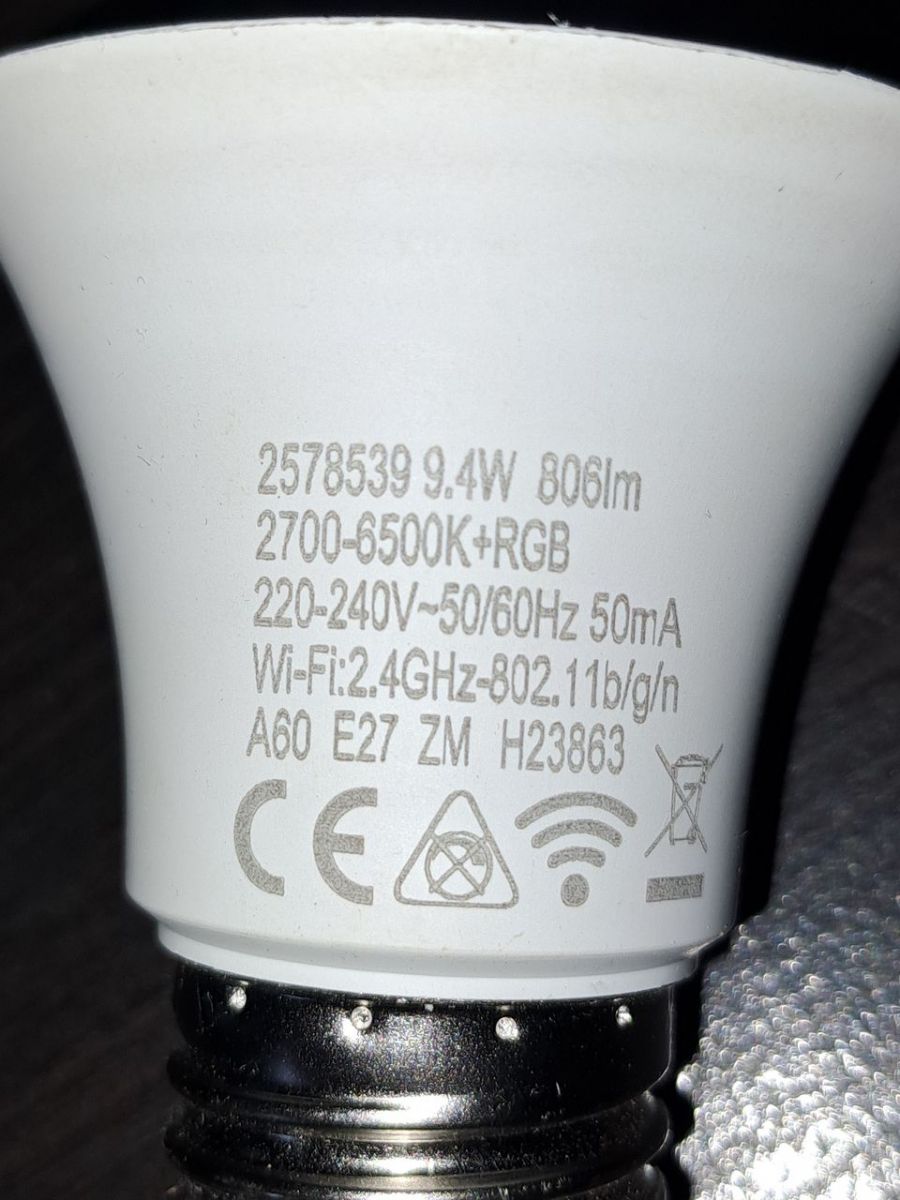 2578539 9.4W 806lm
2700-6500K+RGB
220-240V~50/60Hz 50mA
Wi-Fi:2.4GHz-802.11b/g/n
A60 E27 ZM H23863
CE